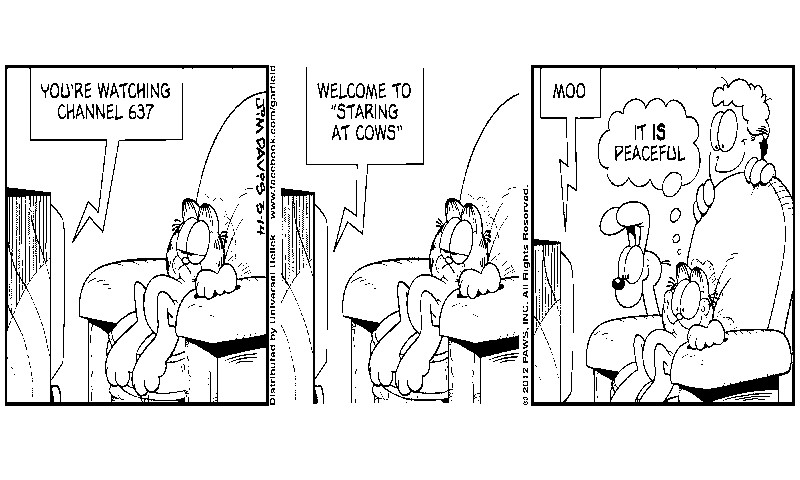 YOU'RE WATCHING
CHANNEL 637
JIM DAVIS 5-14
Distributed by Universal Uclick www.facebook.com/garfield
WELCOME TO
"STARING
AT COWS"
© 2012 PAWS, INC. All Rights Reserved.
MOO
IT IS
PEACEFUL